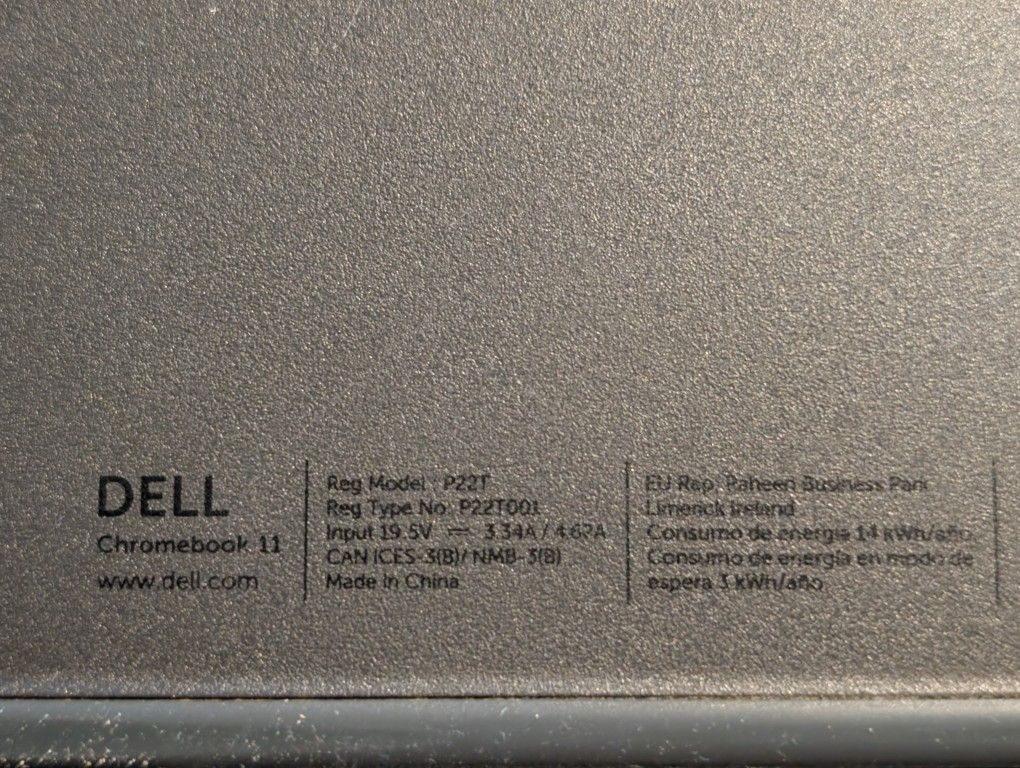 DELL
Chromebook 11
www.dell.com
Reg Model : P22T
Reg Type No: P22T001
Input 19.5V ⎓ 3.34A / 4.62A
CAN ICES-3(B)/ NMB-3(B)
Made in China
EU Rep. Raheen Business Park
Limerick Ireland
Consumo de energía 14 kWh/año.
Consumo de energía en modo de
espera 3 kWh/año.